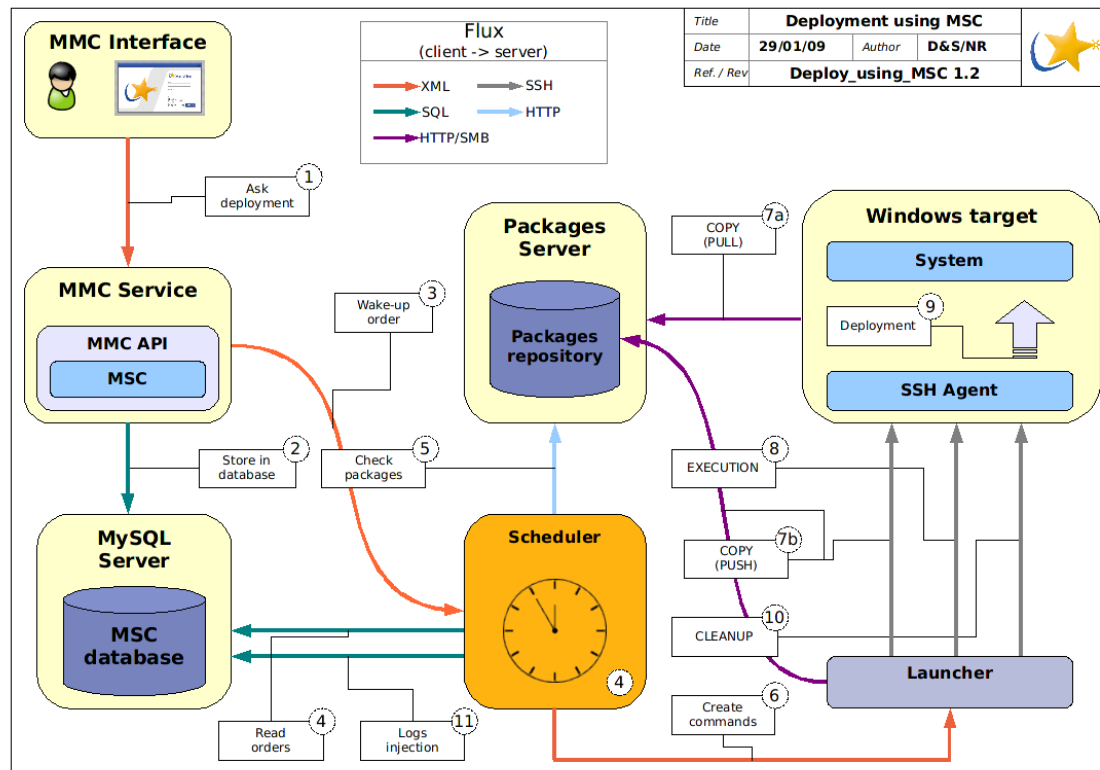 MMC Interface
Flux
(client -> server)
XML
SSH
SQL
HTTP
HTTP/SMB
Title
Deployment using MSC
Date
29/01/09
Author
D&S/NR
Ref. / Rev
Deploy_using_MSC 1.2
1
Ask
deployment
MMC Service
MMC API
MSC
3
Wake-up
order
Packages
Server
Packages
repository
7a
COPY
(PULL)
Windows target
System
9
Deployment
SSH Agent
2
Store in
database
5
Check
packages
8
EXECUTION
MySQL
Server
MSC
database
Scheduler
4
7b
COPY
(PUSH)
10
CLEANUP
Launcher
4
Read
orders
11
Logs
injection
6
Create
commands